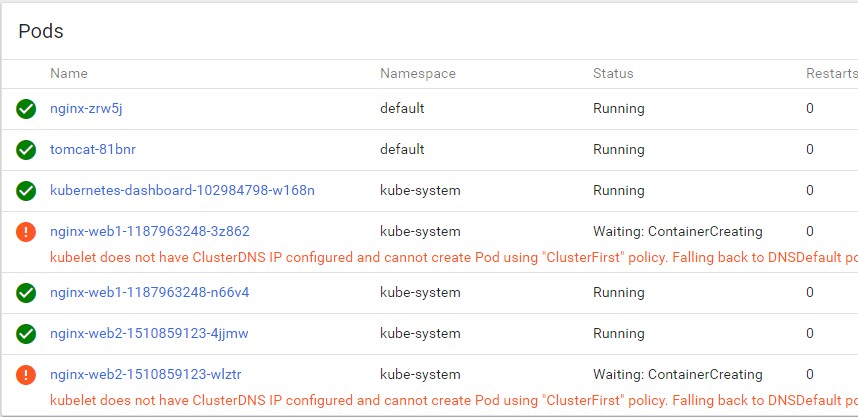 Pods
Name Namespace Status Restarts
nginx-zrw5j default Running 0
tomcat-81bnr default Running 0
kubernetes-dashboard-102984798-w168n kube-system Running 0
nginx-web1-1187963248-3z862 kube-system Waiting: ContainerCreating 0
kubelet does not have ClusterDNS IP configured and cannot create Pod using "ClusterFirst" policy. Falling back to DNSDefault po
nginx-web1-1187963248-n66v4 kube-system Running 0
nginx-web2-1510859123-4jjmw kube-system Running 0
nginx-web2-1510859123-wlztr kube-system Waiting: ContainerCreating 0
kubelet does not have ClusterDNS IP configured and cannot create Pod using "ClusterFirst" policy. Falling back to DNSDefault po